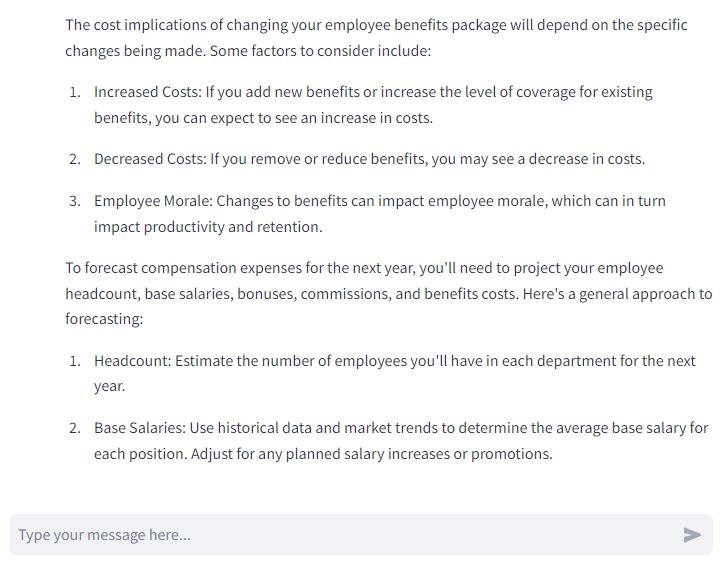 The cost implications of changing your employee benefits package will depend on the specific
changes being made. Some factors to consider include:
1. Increased Costs: If you add new benefits or increase the level of coverage for existing
benefits, you can expect to see an increase in costs.
2. Decreased Costs: If you remove or reduce benefits, you may see a decrease in costs.
3. Employee Morale: Changes to benefits can impact employee morale, which can in turn
impact productivity and retention.
To forecast compensation expenses for the next year, you'll need to project your employee
headcount, base salaries, bonuses, commissions, and benefits costs. Here's a general approach to
forecasting:
1. Headcount: Estimate the number of employees you'll have in each department for the next
year.
2. Base Salaries: Use historical data and market trends to determine the average base salary for
each position. Adjust for any planned salary increases or promotions.
Type your message here...